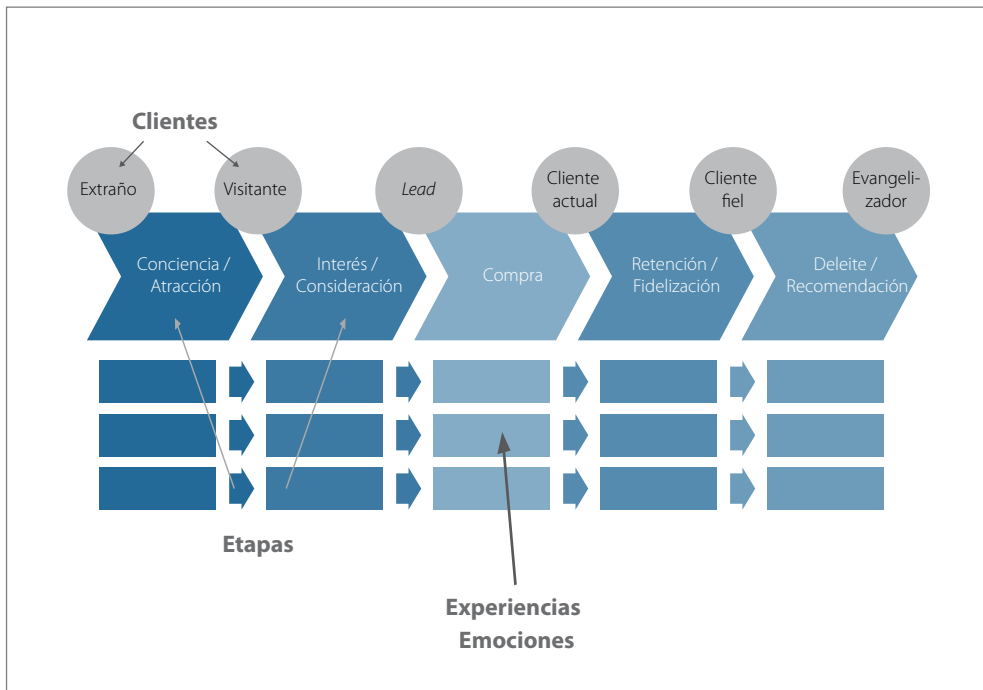 Clientes
Extraño
Visitante
Lead
Cliente
actual
Cliente
fiel
Evangeli-
zador
Conciencia /
Atracción
Interés /
Consideración
Compra
Retención /
Fidelización
Deleite /
Recomendación
Etapas
Experiencias
Emociones